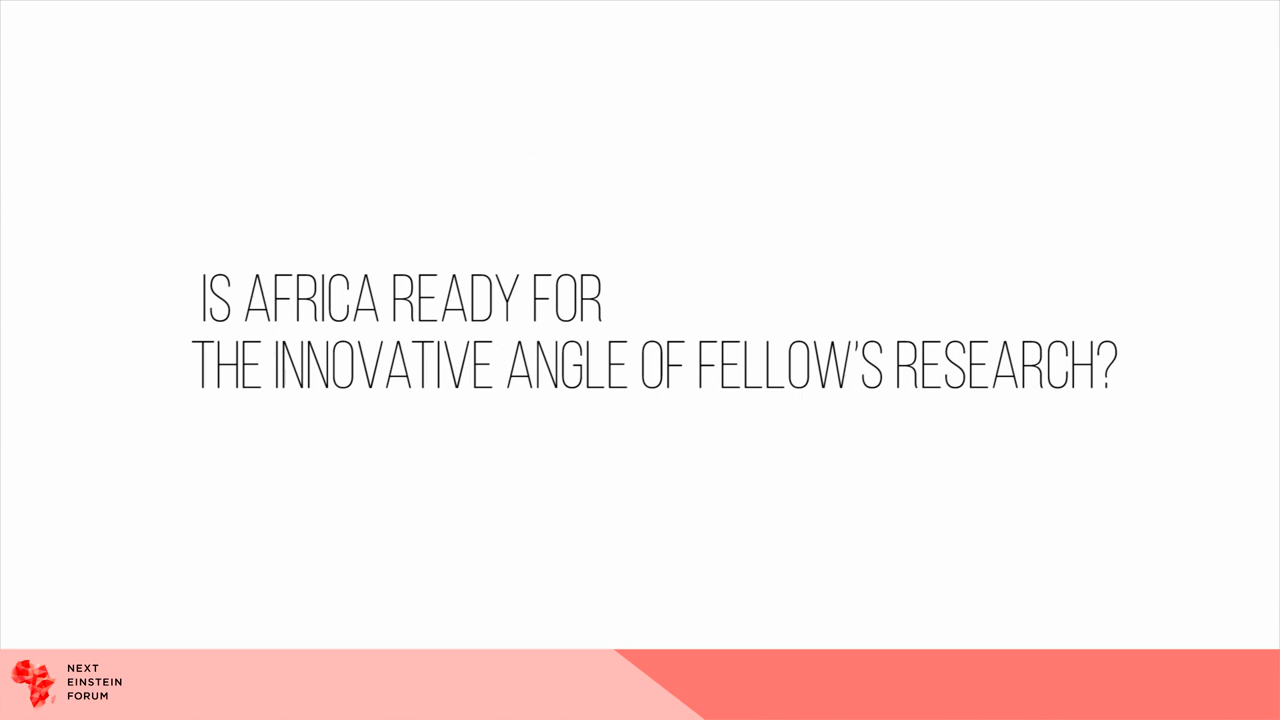 IS AFRICA READY FOR
THE INNOVATIVE ANGLE OF FELLOW'S RESEARCH?
NEXT
EINSTEIN
FORUM